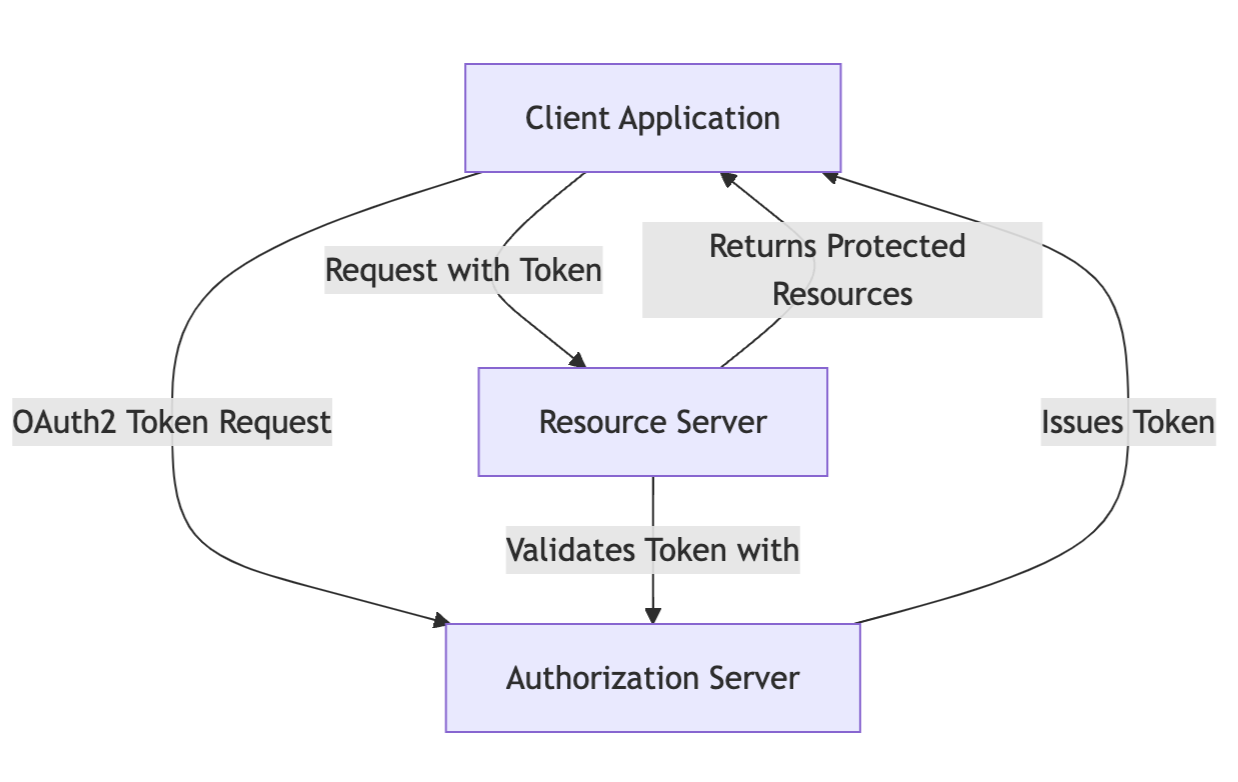 Client Application
Returns Protected
Resources
Request with Token
Resource Server
OAuth2 Token Request
Issues Token
Validates Token with
Authorization Server